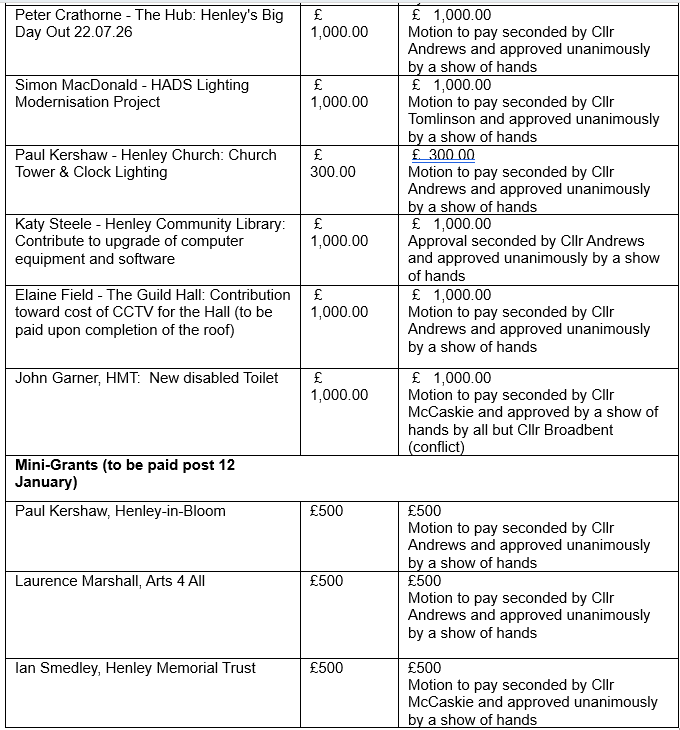 Peter Crathorne - The Hub: Henley's Big
Day Out 22.07.26
£
1,000.00
£ 1,000.00
Motion to pay seconded by Cllr
Andrews and approved unanimously
by a show of hands
Simon MacDonald - HADS Lighting
Modernisation Project
£
1,000.00
£ 1,000.00
Motion to pay seconded by Cllr
Tomlinson and approved unanimously
by a show of hands
Paul Kershaw - Henley Church: Church
Tower & Clock Lighting
£
300.00
£ 300.00
Motion to pay seconded by Cllr
Andrews and approved unanimously
by a show of hands
Katy Steele - Henley Community Library:
Contribute to upgrade of computer
equipment and software
£
1,000.00
£ 1,000.00
Approval seconded by Cllr Andrews
and approved unanimously by a show
of hands
Elaine Field - The Guild Hall: Contribution
toward cost of CCTV for the Hall (to be
paid upon completion of the roof)
£
1,000.00
£ 1,000.00
Motion to pay seconded by Cllr
Andrews and approved unanimously
by a show of hands
John Garner, HMT: New disabled Toilet
£
1,000.00
£ 1,000.00
Motion to pay seconded by Cllr
McCaskie and approved by a show of
hands by all but Cllr Broadbent
(conflict)
Mini-Grants (to be paid post 12
January)
Paul Kershaw, Henley-in-Bloom
£500
£500
Motion to pay seconded by Cllr
Andrews and approved unanimously
by a show of hands
Laurence Marshall, Arts 4 All
£500
£500
Motion to pay seconded by Cllr
Andrews and approved unanimously
by a show of hands
Ian Smedley, Henley Memorial Trust
£500
£500
Motion to pay seconded by Cllr
McCaskie and approved unanimously
by a show of hands